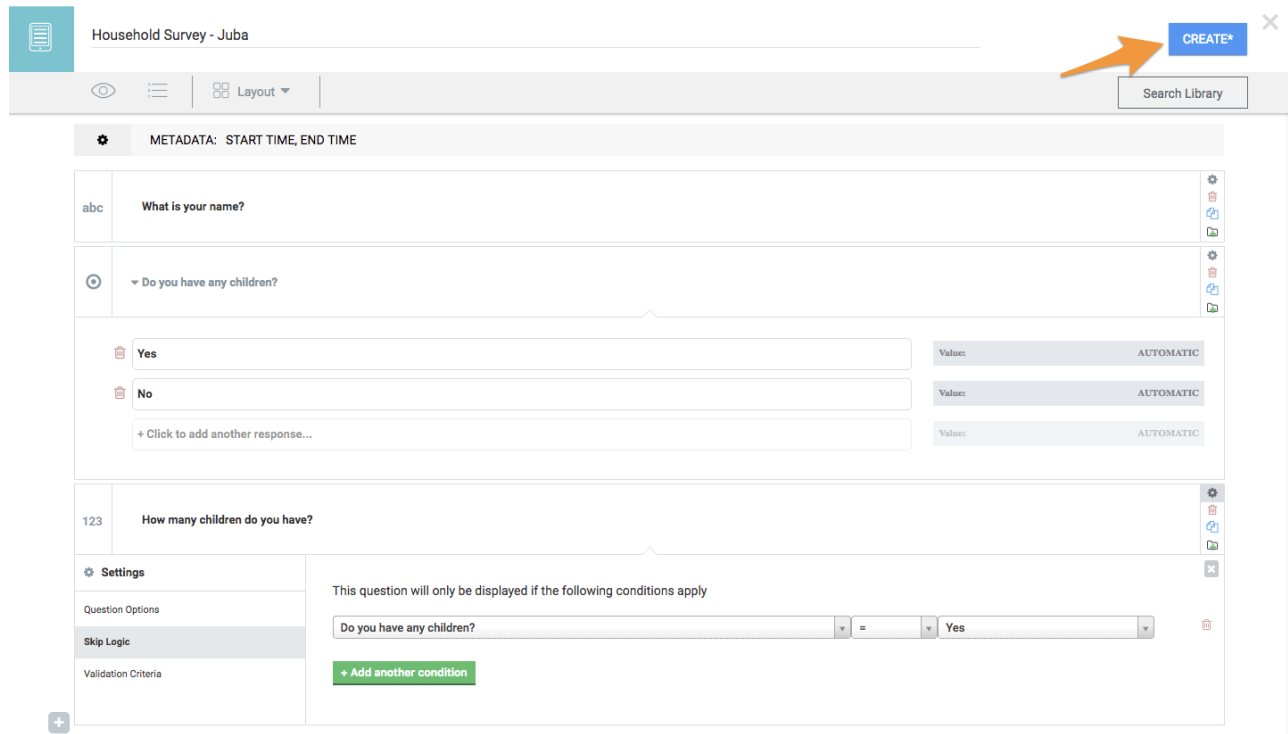 Household Survey - Juba
CREATE*
Layout
Search Library
METADATA: START TIME, END TIME
abc
What is your name?
Do you have any children?
Yes
Value: AUTOMATIC
No
Value: AUTOMATIC
+ Click to add another response...
Value: AUTOMATIC
123
How many children do you have?
Settings
Question Options
Skip Logic
Validation Criteria
This question will only be displayed if the following conditions apply
Do you have any children? = Yes
+ Add another condition